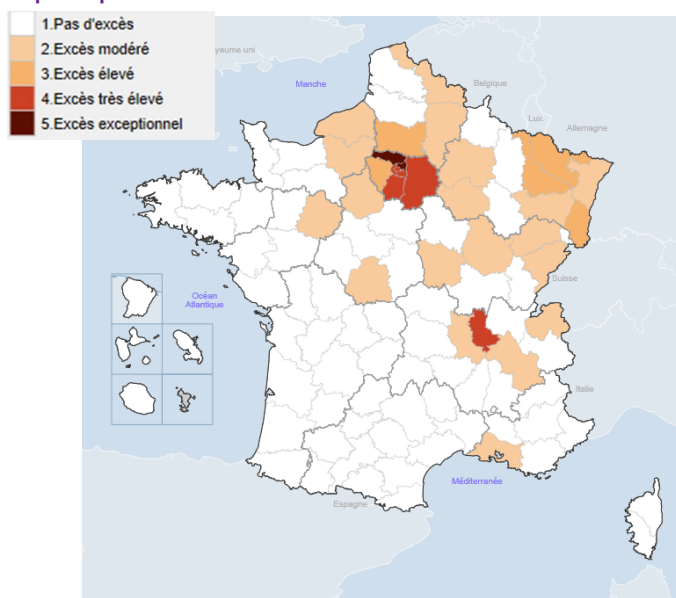 1.Pas d'excès
2.Excès modéré
3.Excès élevé
4.Excès très élevé
5.Excès exceptionnel
yaume uni
Manche
Belgique
Lux.
Allemagne
Suisse
Océan
Atlantique
Italie
Méditerranée
Espagne